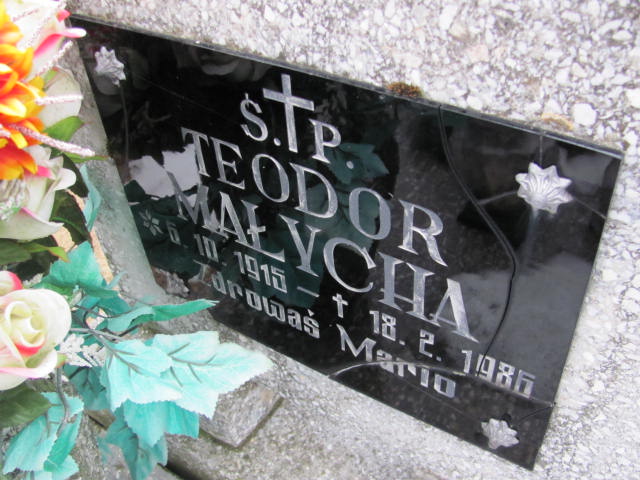 Ś. P.
TEODOR
MAŁYCHA
* 6. 10. 1915 - † 18. 2. 1986
Zdrowaś Mario